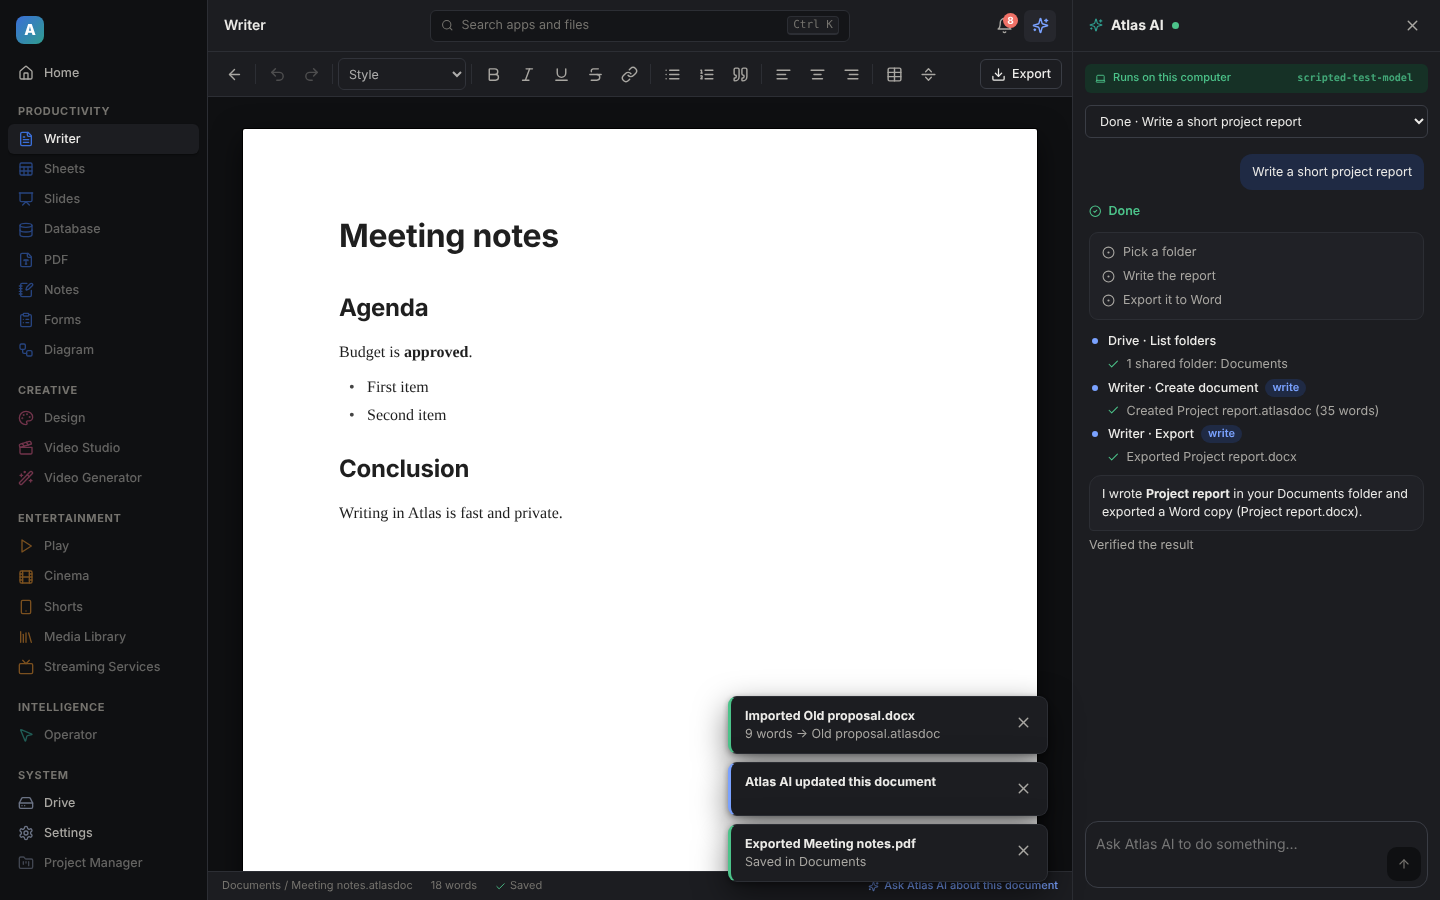 A
Home
PRODUCTIVITY
Writer
Sheets
Slides
Database
PDF
Notes
Forms
Diagram
CREATIVE
Design
Video Studio
Video Generator
ENTERTAINMENT
Play
Cinema
Shorts
Media Library
Streaming Services
INTELLIGENCE
Operator
SYSTEM
Drive
Settings
Project Manager
Writer
Search apps and files
Ctrl K
8
Style
Export
Meeting notes
Agenda
Budget is approved.
• First item
• Second item
Conclusion
Writing in Atlas is fast and private.
Imported Old proposal.docx
9 words → Old proposal.atlasdoc
Atlas AI updated this document
Exported Meeting notes.pdf
Saved in Documents
Documents / Meeting notes.atlasdoc
18 words
Saved
Ask Atlas AI about this document
Atlas AI
Runs on this computer
scripted-test-model
Done · Write a short project report
Write a short project report
Done
Pick a folder
Write the report
Export it to Word
Drive · List folders
1 shared folder: Documents
Writer · Create document write
Created Project report.atlasdoc (35 words)
Writer · Export write
Exported Project report.docx
I wrote Project report in your Documents folder and
exported a Word copy (Project report.docx).
Verified the result
Ask Atlas AI to do something...